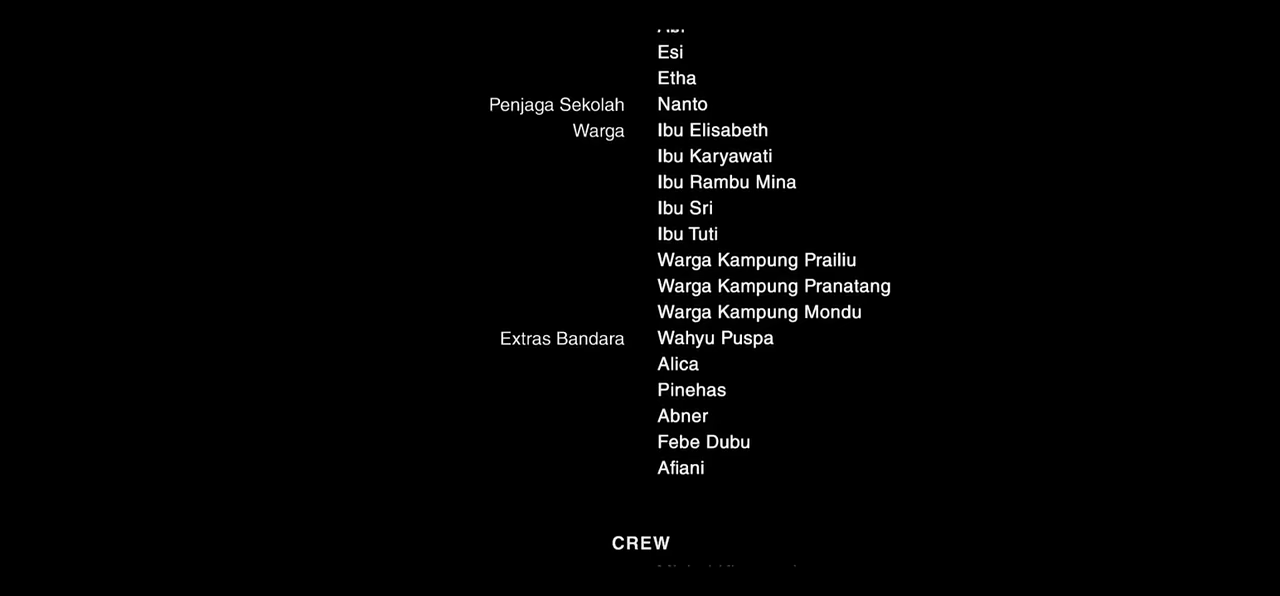 Esi
Etha
Penjaga Sekolah Nanto
Warga Ibu Elisabeth
Ibu Karyawati
Ibu Rambu Mina
Ibu Sri
Ibu Tuti
Warga Kampung Prailiu
Warga Kampung Pranatang
Warga Kampung Mondu
Extras Bandara Wahyu Puspa
Alica
Pinehas
Abner
Febe Dubu
Afiani
CREW